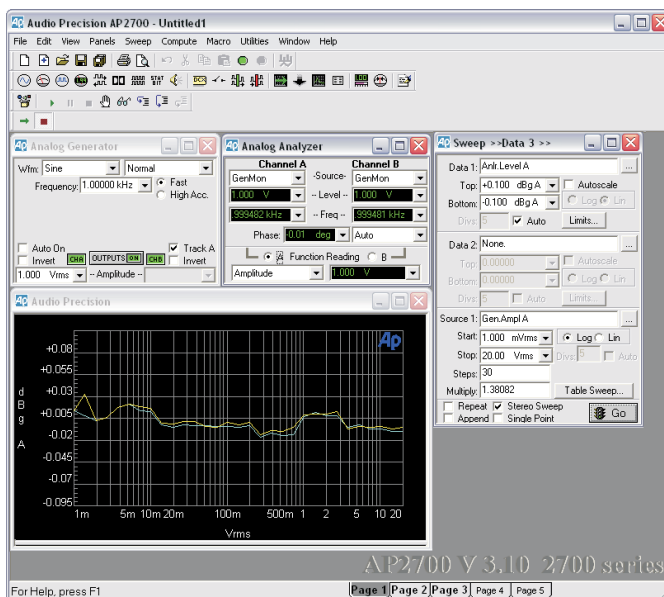 Audio Precision AP2700 - Untitled1
File Edit View Panels Sweep Compute Macro Utilities Window Help
DCX
STAT BIT
Analog Generator
Wfm: Sine Normal
Frequency: 1.00000 kHz Fast
High Acc.
Auto On Track A
Invert CHA OUTPUTS ON CHB Invert
1.000 Vrms -- Amplitude --
Analog Analyzer
Channel A Channel B
GenMon -Source- GenMon
1.000 V -- Level -- 1.000 V
.999482 kHz -- Freq -- .999481 kHz
Phase: -0.01 deg Auto
A Function Reading B
Amplitude 1.000 V
Sweep >>Data 3 >>
Data 1: Anlr.Level A ...
Top: +0.100 dBg A Autoscale
Bottom: -0.100 dBg A Log Lin
Divs: 5 Auto Limits...
Data 2: None. ...
Top: 0.00000 Autoscale
Bottom: 0.00000 Log Lin
Divs: 5 Auto Limits...
Source 1: Gen.Ampl A ...
Start: 1.000 mVrms Log Lin
Stop: 20.00 Vrms Divs: 5 Auto
Steps: 30
Multiply: 1.38082 Table Sweep...
Repeat Stereo Sweep Go
Append Single Point
Audio Precision
Ap
+0.08
+0.055
+0.03
+0.005
-0.02
-0.045
-0.07
-0.095
d
B
g
A
1m 5m 10m 20m 100m 500m 1 2 5 10 20
Vrms
AP2700 V 3.10 2700 series
For Help, press F1 Page 1 Page 2 Page 3 Page 4 Page 5